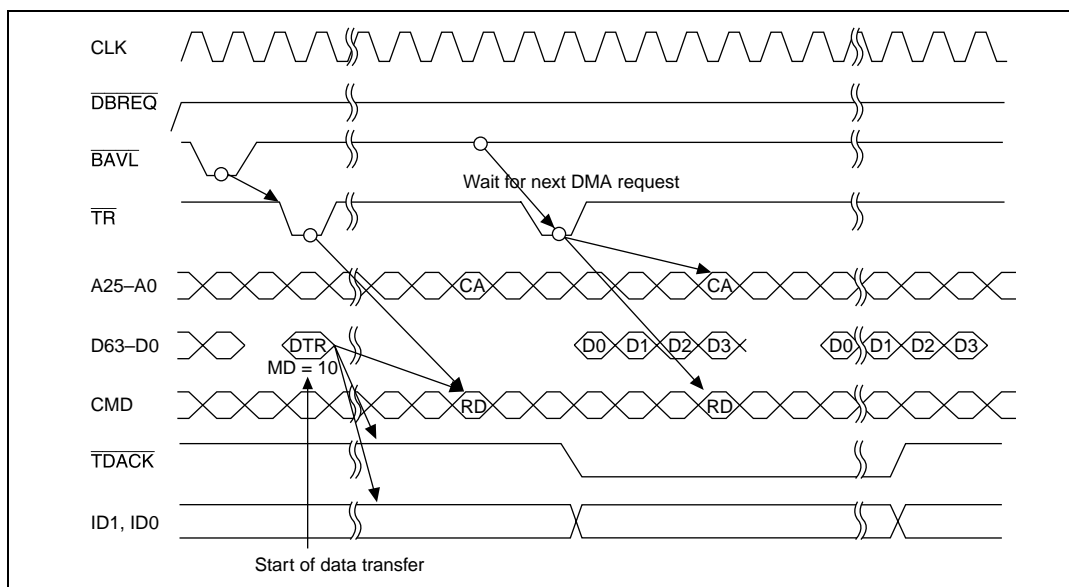 CLK
DBREQ
BAVL
Wait for next DMA request
TR
A25–A0 CA CA
D63–D0 DTR D0 D1 D2 D3 D0 D1 D2 D3
MD = 10
CMD RD RD
TDACK
ID1, ID0
Start of data transfer